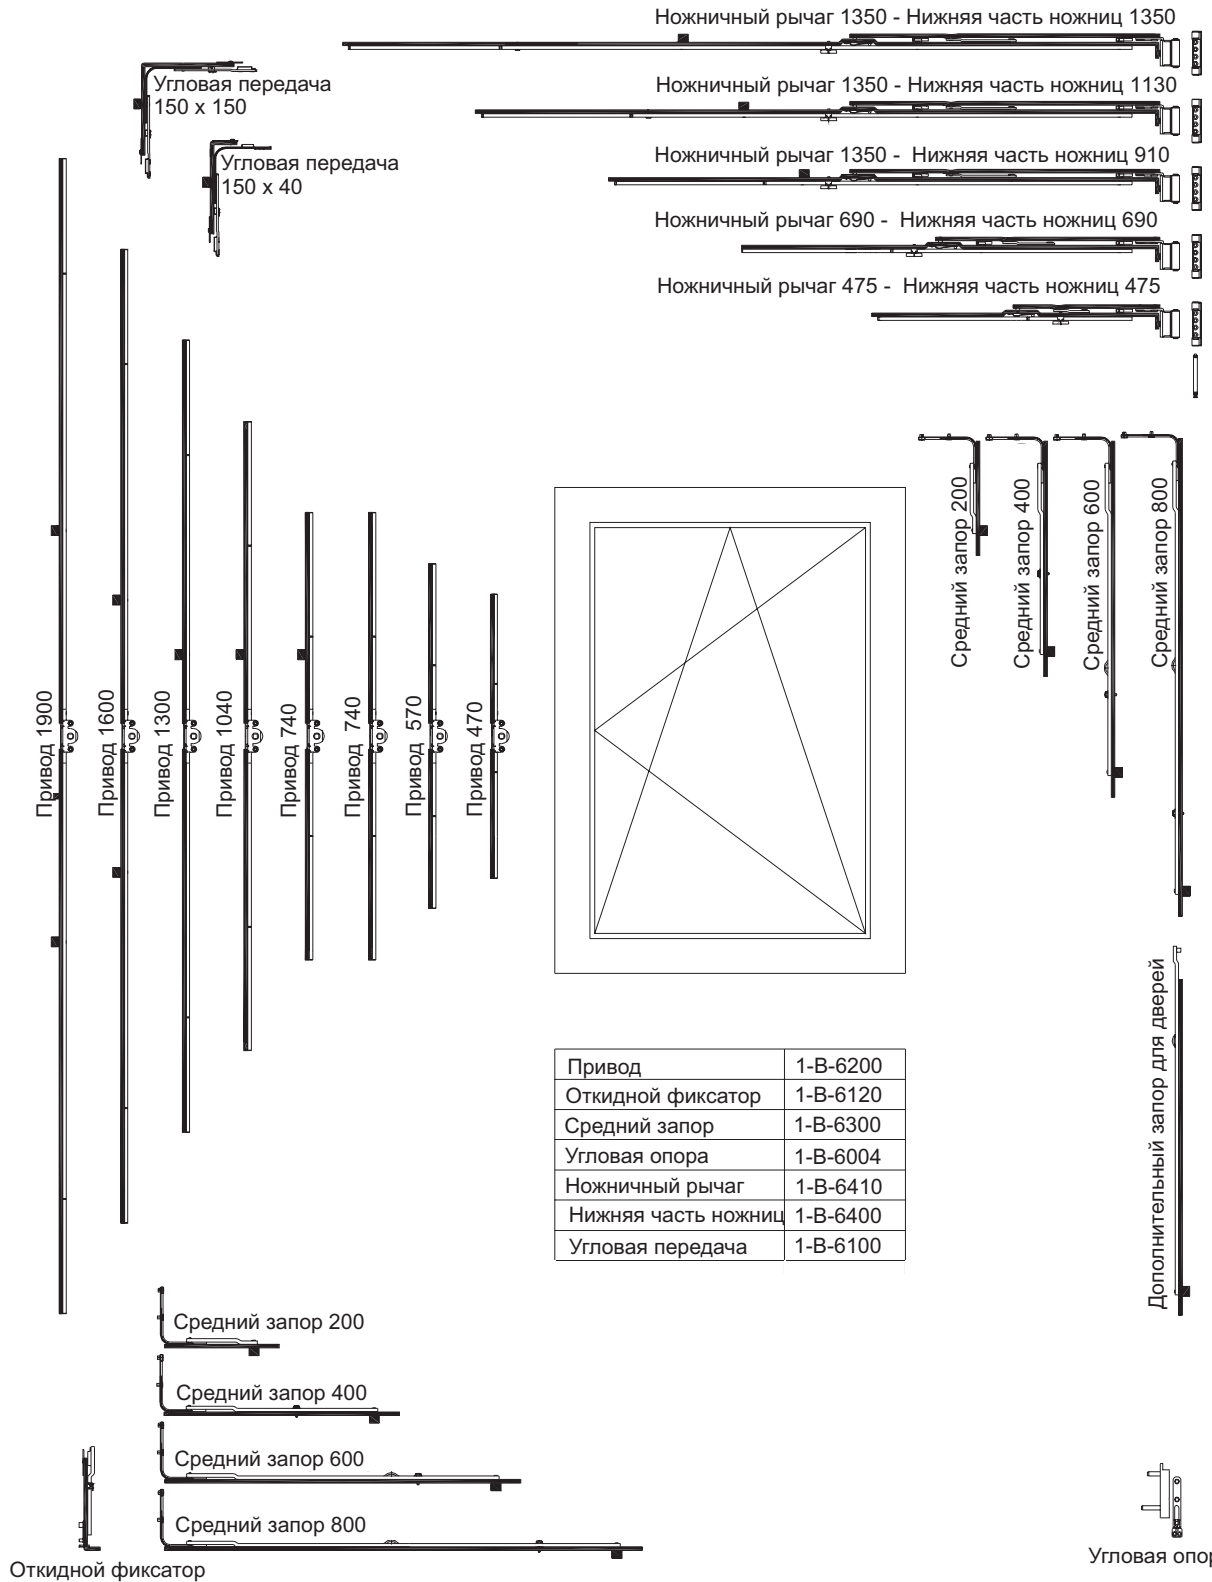 Ножничный рычаг 1350 - Нижняя часть ножниц 1350
Угловая передача
150 x 150
Ножничный рычаг 1350 - Нижняя часть ножниц 1130
Угловая передача
150 x 40
Ножничный рычаг 1350 - Нижняя часть ножниц 910
Ножничный рычаг 690 - Нижняя часть ножниц 690
Ножничный рычаг 475 - Нижняя часть ножниц 475
Привод 1900
Привод 1600
Привод 1300
Привод 1040
Привод 740
Привод 740
Привод 570
Привод 470
Средний запор 200
Средний запор 400
Средний запор 600
Средний запор 800
Привод 1-В-6200
Откидной фиксатор 1-В-6120
Средний запор 1-В-6300
Угловая опора 1-В-6004
Ножничный рычаг 1-В-6410
Нижняя часть ножниц 1-В-6400
Угловая передача 1-В-6100
Дополнительный запор для дверей
Средний запор 200
Средний запор 400
Средний запор 600
Средний запор 800
Откидной фиксатор
Угловая опор